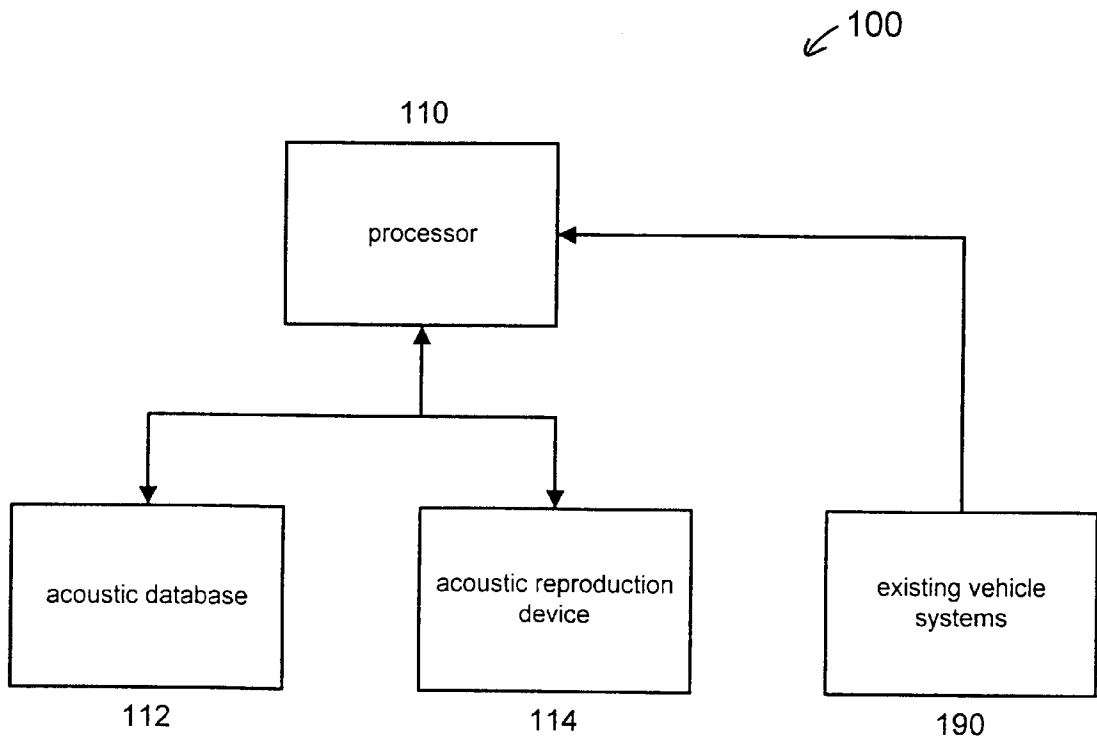 100
110
processor
acoustic database
acoustic reproduction
device
existing vehicle
systems
112
114
190